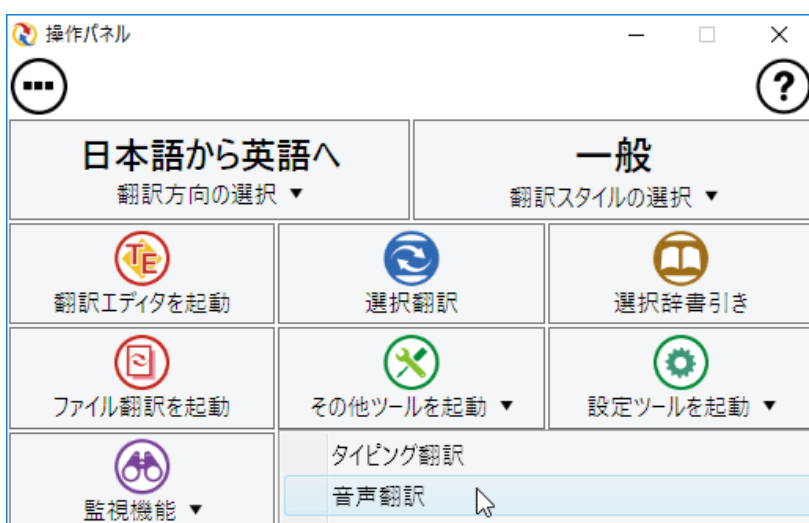 操作パネル
?
日本語から英語へ
翻訳方向の選択 ▼
一般
翻訳スタイルの選択 ▼
TE
翻訳エディタを起動
選択翻訳
選択辞書引き
ファイル翻訳を起動
その他ツールを起動 ▼
設定ツールを起動 ▼
監視機能 ▼
タイピング翻訳
音声翻訳